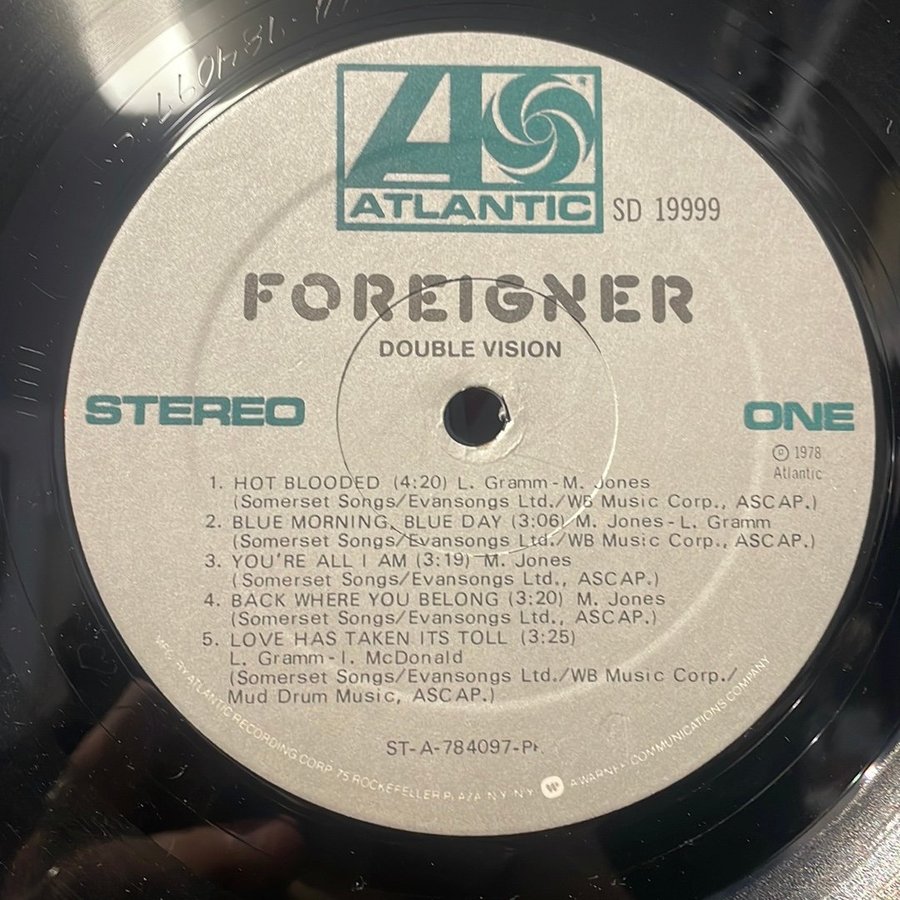 ATLANTIC
SD 19999
FOREIGNER
DOUBLE VISION
STEREO
ONE
℗ 1978
Atlantic
1. HOT BLOODED (4:20) L. Gramm - M. Jones
(Somerset Songs/Evansongs Ltd./WB Music Corp., ASCAP.)
2. BLUE MORNING, BLUE DAY (3:06) M. Jones - L. Gramm
(Somerset Songs/Evansongs Ltd./WB Music Corp., ASCAP.)
3. YOU'RE ALL I AM (3:19) M. Jones
(Somerset Songs/Evansongs Ltd., ASCAP.)
4. BACK WHERE YOU BELONG (3:20) M. Jones
(Somerset Songs/Evansongs Ltd., ASCAP.)
5. LOVE HAS TAKEN ITS TOLL (3:25)
L. Gramm - I. McDonald
(Somerset Songs/Evansongs Ltd./WB Music Corp./
Mud Drum Music, ASCAP.)
ST-A-784097-
MFG. BY ATLANTIC RECORDING CORP. 75 ROCKEFELLER PLAZA N.Y. N.Y. A WARNER COMMUNICATIONS COMPANY